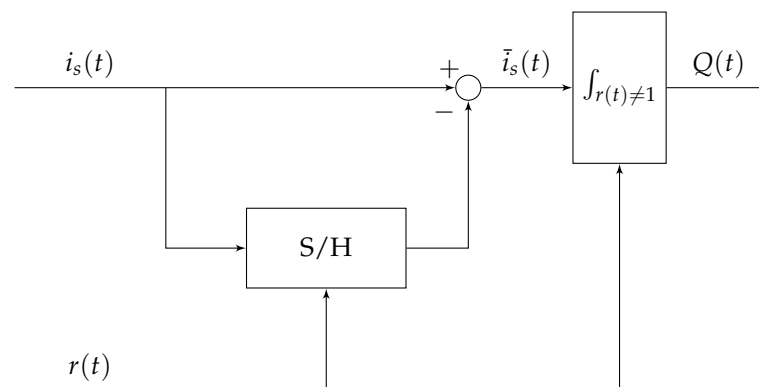 i_s(t)
+
−
ī_s(t)
∫_{r(t)≠1}
Q(t)
S/H
r(t)